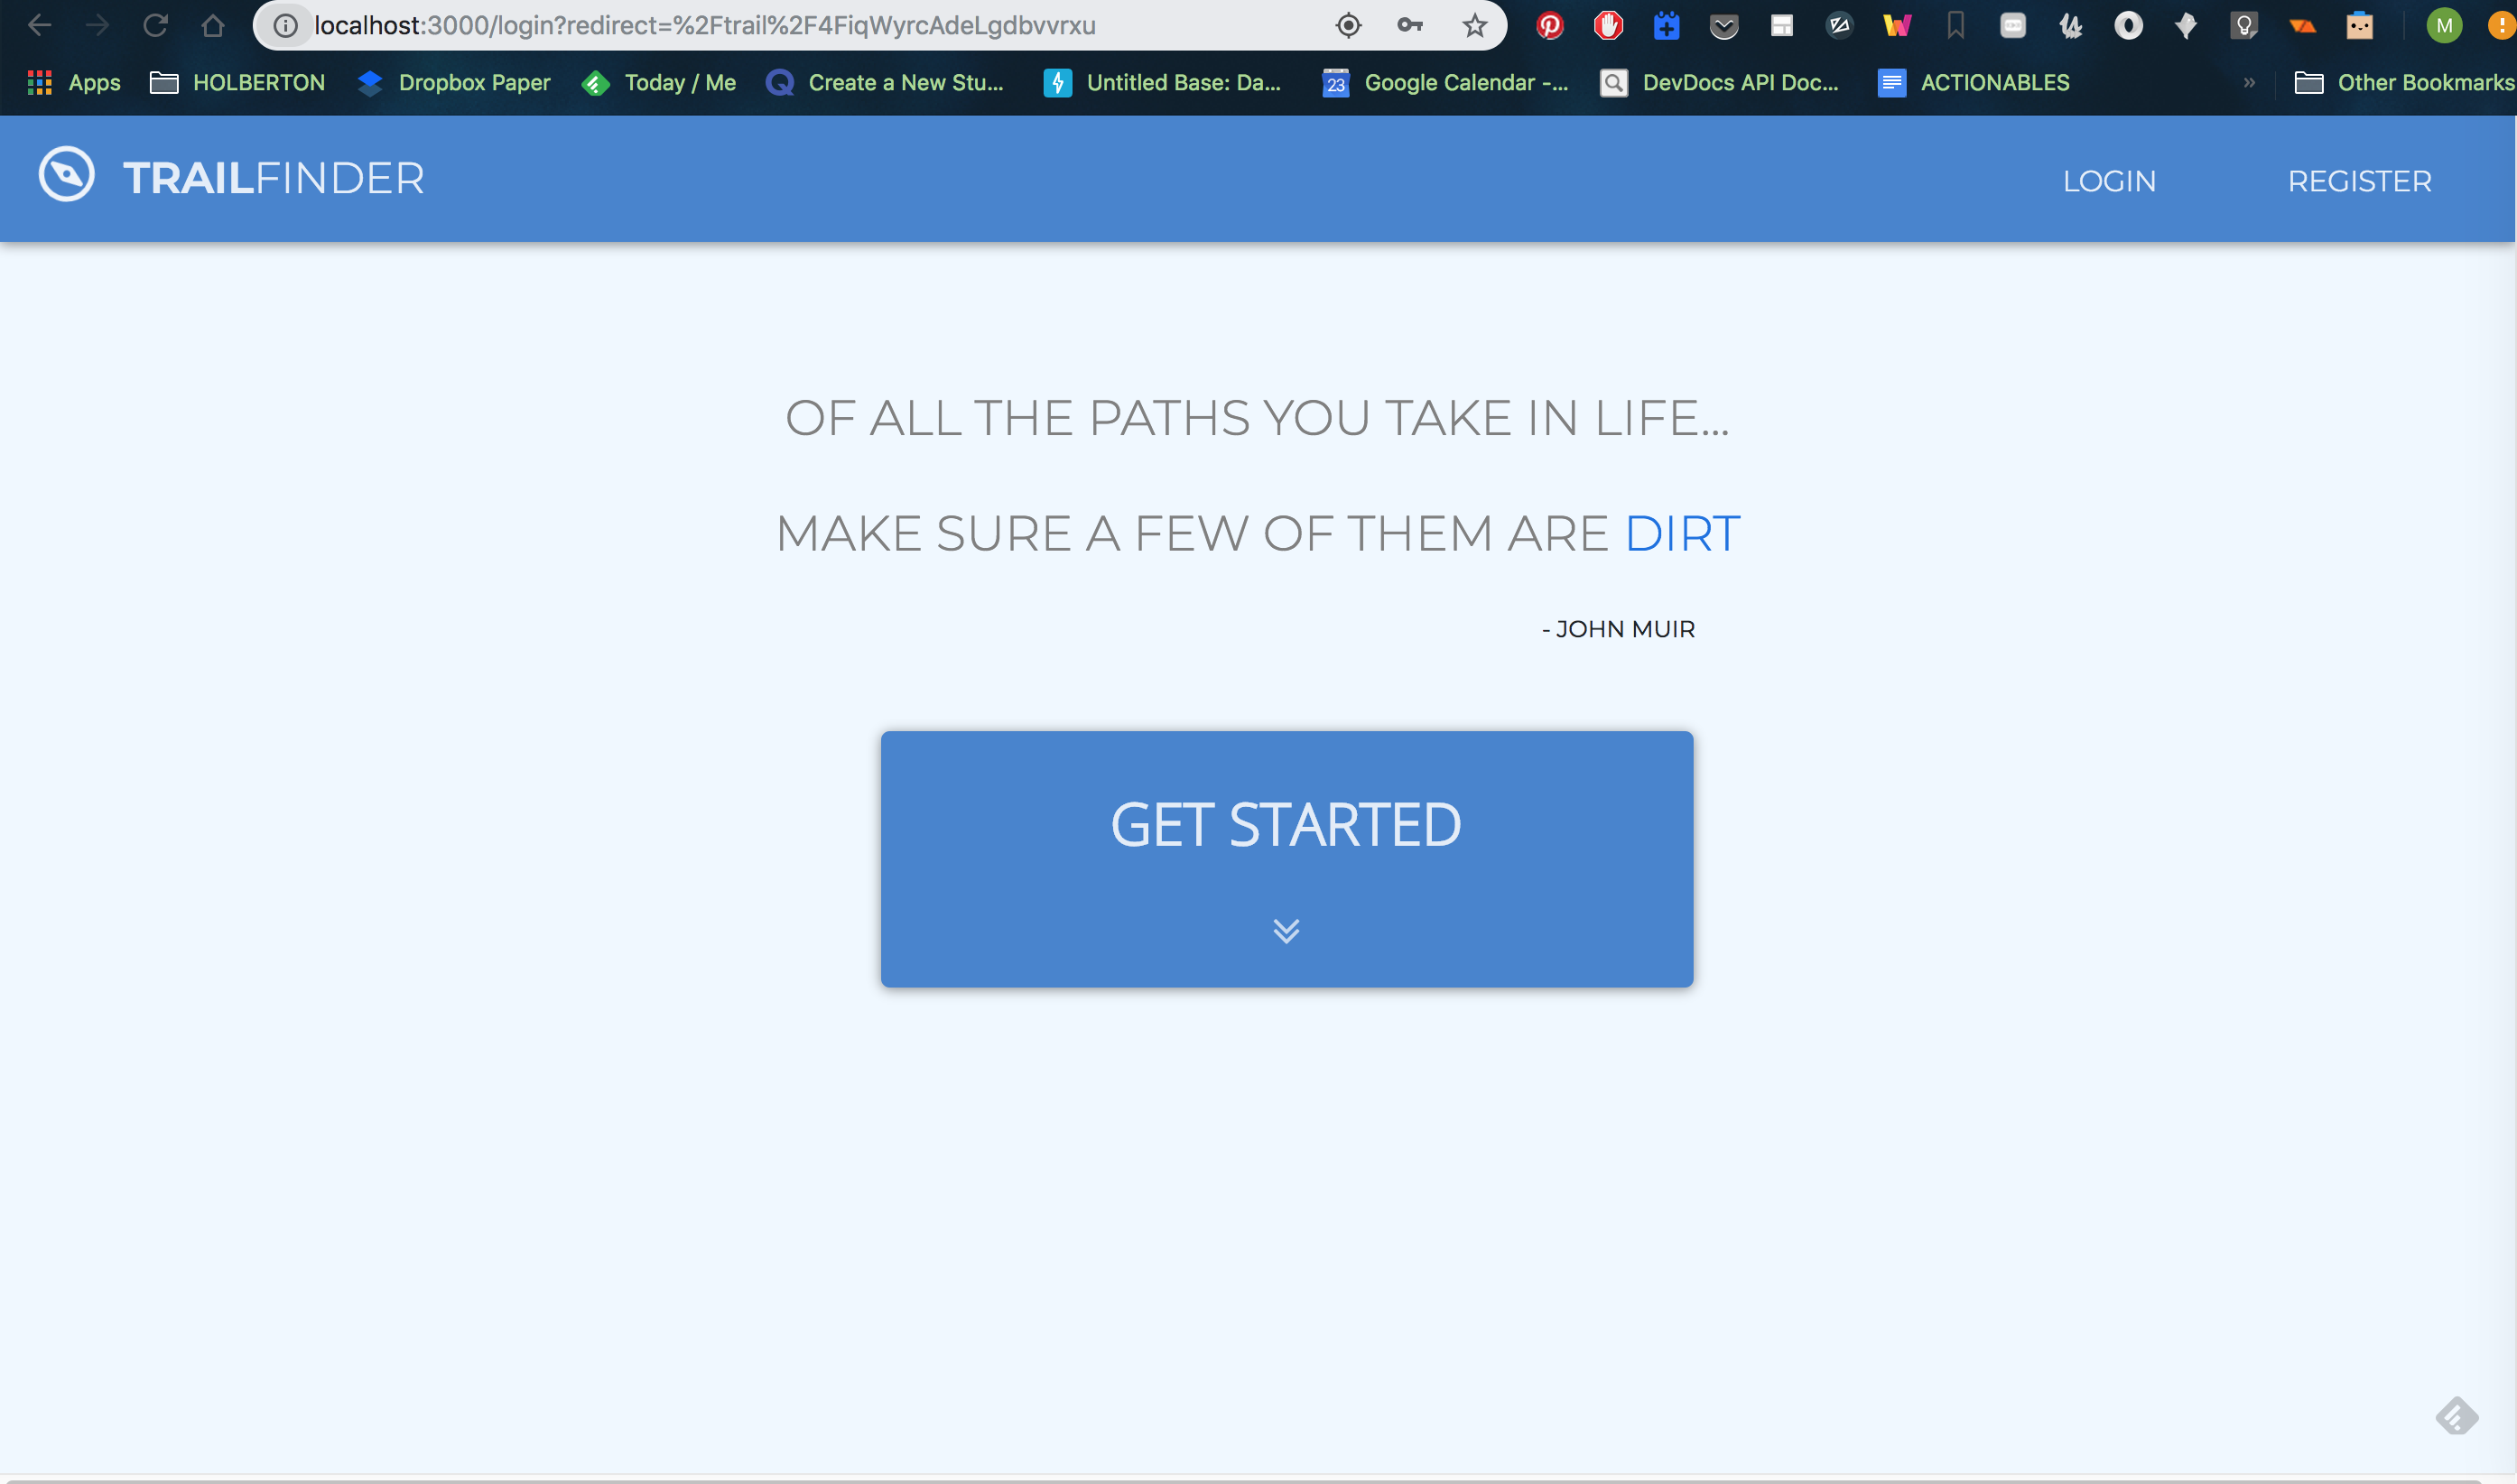 localhost:3000/login?redirect=%2Ftrail%2F4FiqWyrcAdeLgdbvvrxu
M
Apps HOLBERTON Dropbox Paper Today / Me Create a New Stu... Untitled Base: Da... 23 Google Calendar -... DevDocs API Doc... ACTIONABLES » Other Bookmarks
TRAILFINDER LOGIN REGISTER
OF ALL THE PATHS YOU TAKE IN LIFE...
MAKE SURE A FEW OF THEM ARE DIRT
- JOHN MUIR
GET STARTED